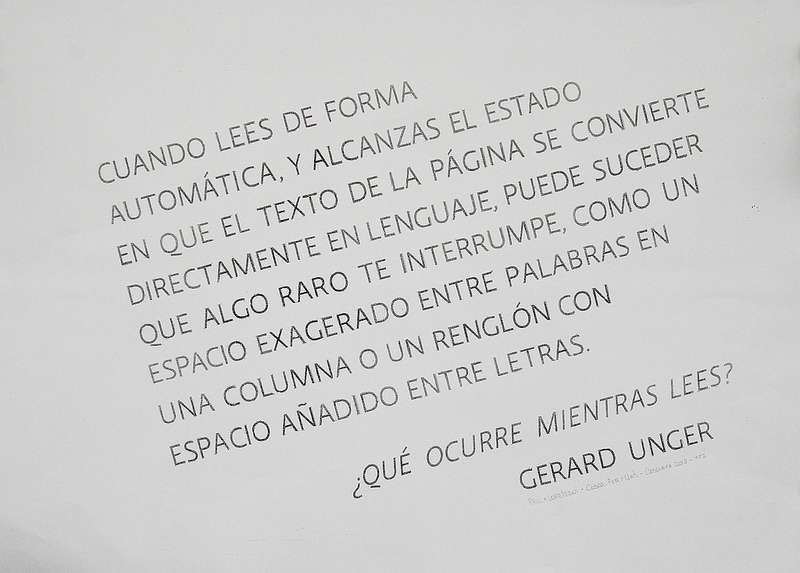 CUANDO LEES DE FORMA
AUTOMÁTICA, Y ALCANZAS EL ESTADO
EN QUE EL TEXTO DE LA PÁGINA SE CONVIERTE
DIRECTAMENTE EN LENGUAJE, PUEDE SUCEDER
QUE ALGO RARO TE INTERRUMPE, COMO UN
ESPACIO EXAGERADO ENTRE PALABRAS EN
UNA COLUMNA O UN RENGLÓN CON
ESPACIO AÑADIDO ENTRE LETRAS.
¿QUÉ OCURRE MIENTRAS LEES?
GERARD UNGER